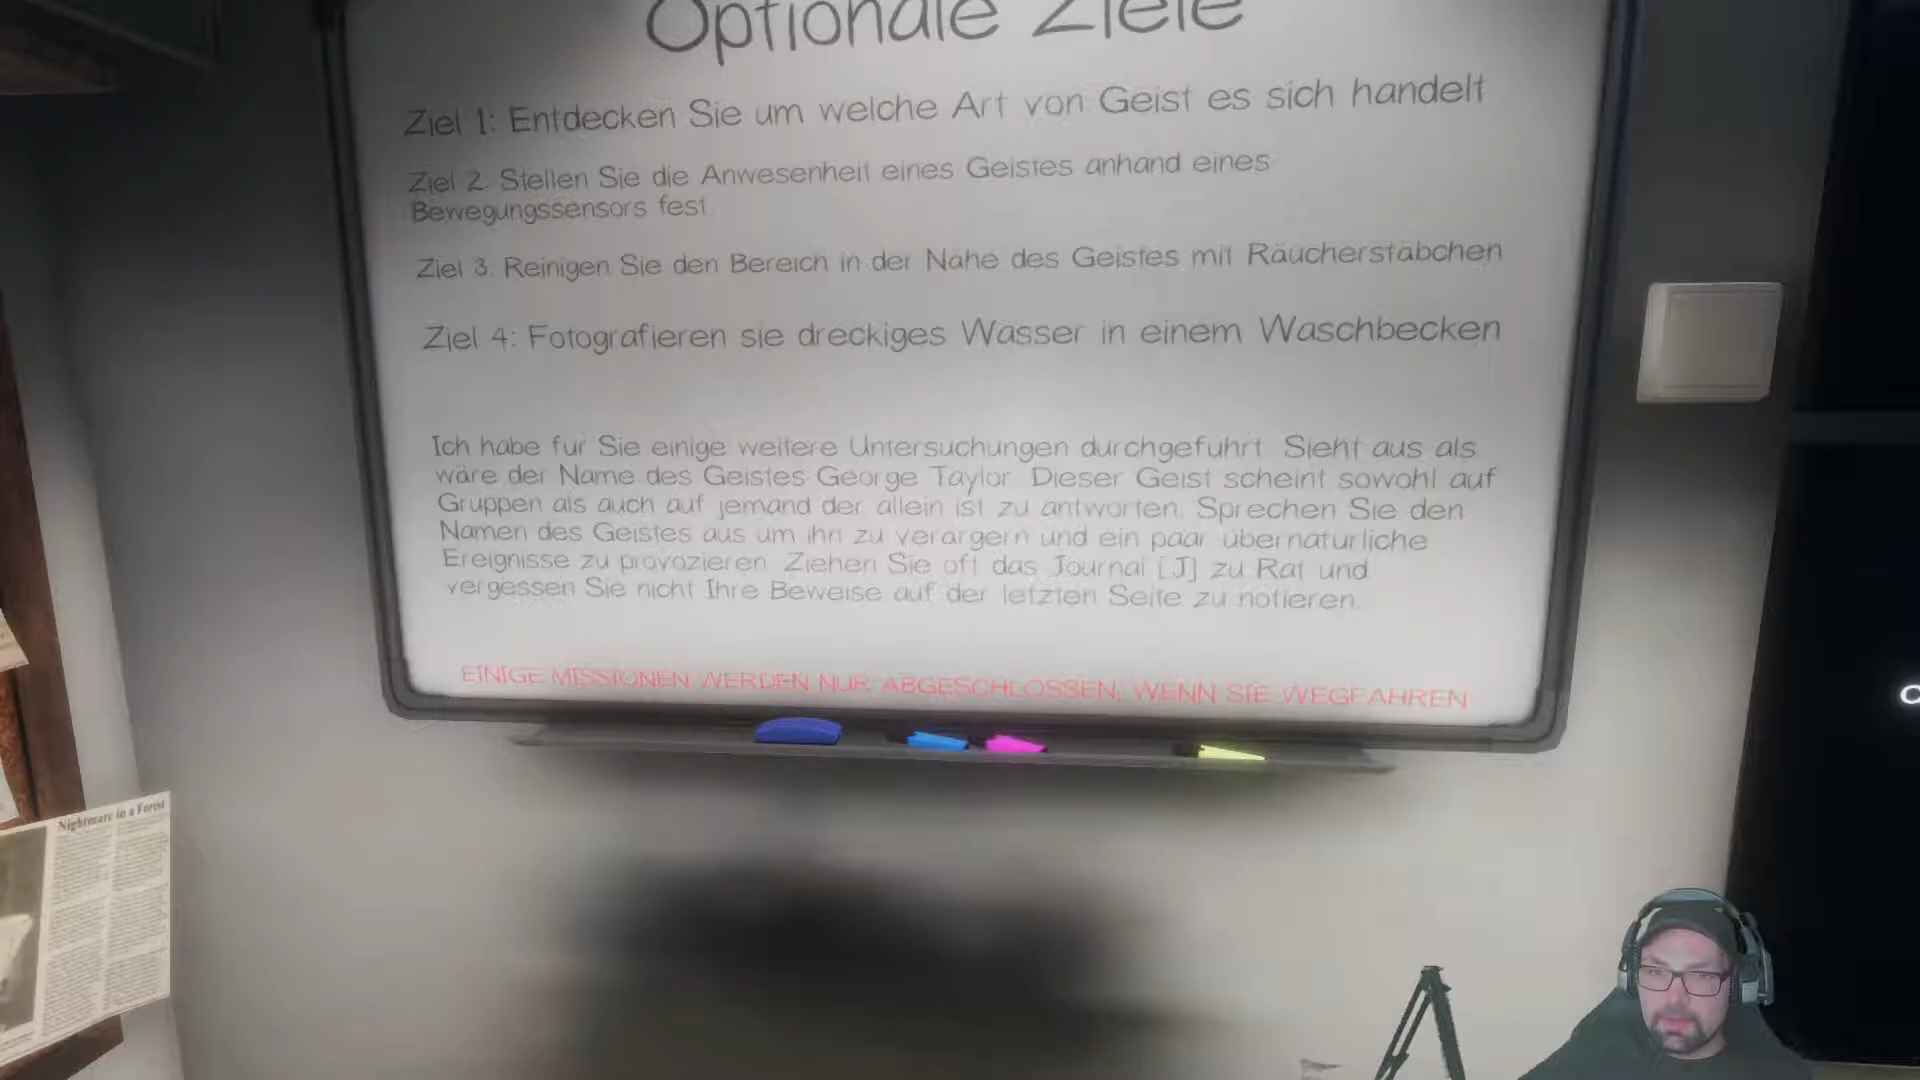 Optionale Ziele
Ziel 1: Entdecken Sie um welche Art von Geist es sich handelt
Ziel 2. Stellen Sie die Anwesenheit eines Geistes anhand eines
Bewegungssensors fest.
Ziel 3. Reinigen Sie den Bereich in der Nähe des Geistes mit Räucherstäbchen
Ziel 4: Fotografieren sie dreckiges Wasser in einem Waschbecken
Ich habe für Sie einige weitere Untersuchungen durchgeführt. Sieht aus als
wäre der Name des Geistes George Taylor. Dieser Geist scheint sowohl auf
Gruppen als auch auf jemand der allein ist zu antworten. Sprechen Sie den
Namen des Geistes aus um ihn zu verärgern und ein paar übernatürliche
Ereignisse zu provozieren. Ziehen Sie oft das Journal [J] zu Rat und
vergessen Sie nicht Ihre Beweise auf der letzten Seite zu notieren.
EINIGE MISSIONEN WERDEN NUR ABGESCHLOSSEN, WENN SIE WEGFAHREN
Nightmare in a Forest